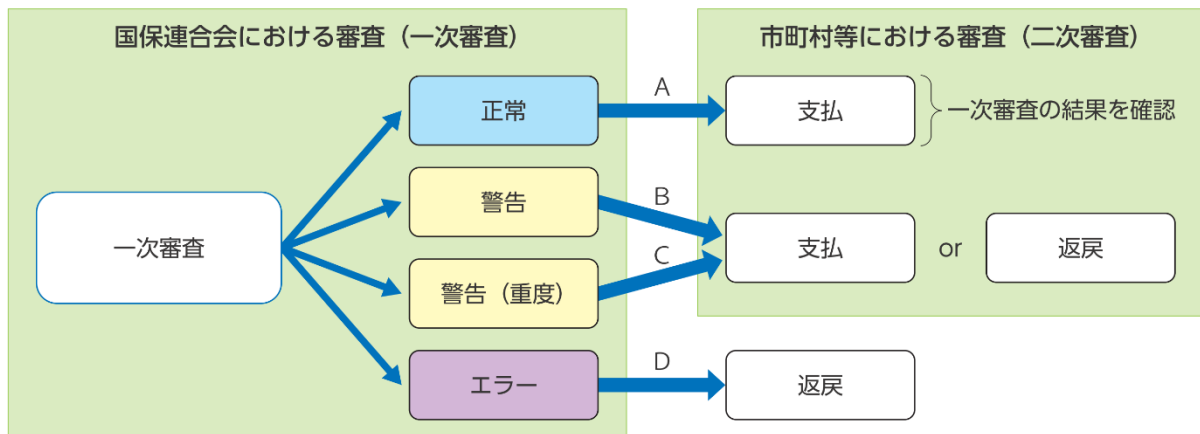 国保連合会における審査（一次審査）
市町村等における審査（二次審査）
正常
A
支払
一次審査の結果を確認
警告
B
一次審査
支払
or
返戻
C
警告（重度）
エラー
D
返戻